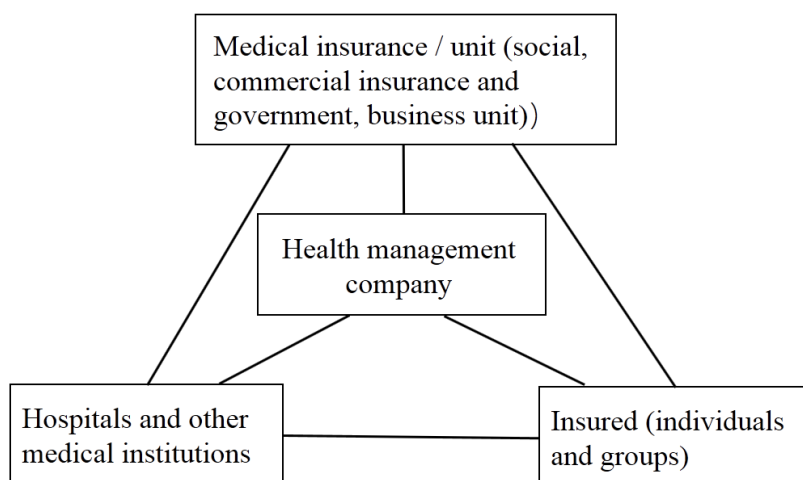 Medical insurance / unit (social,
commercial insurance and
government, business unit)）
Health management
company
Hospitals and other
medical institutions
Insured (individuals
and groups)